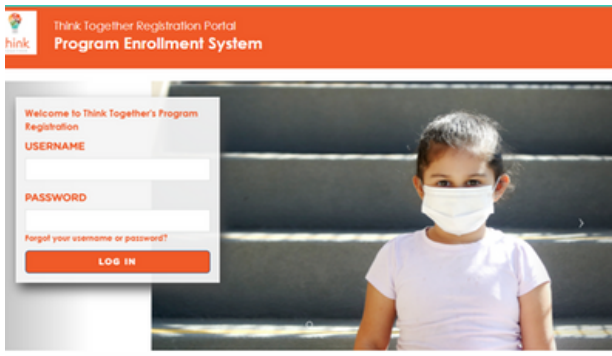 hink
Think Together Registration Portal
Program Enrollment System
Welcome to Think Together's Program
Registration
USERNAME
PASSWORD
Forgot your username or password?
LOG IN